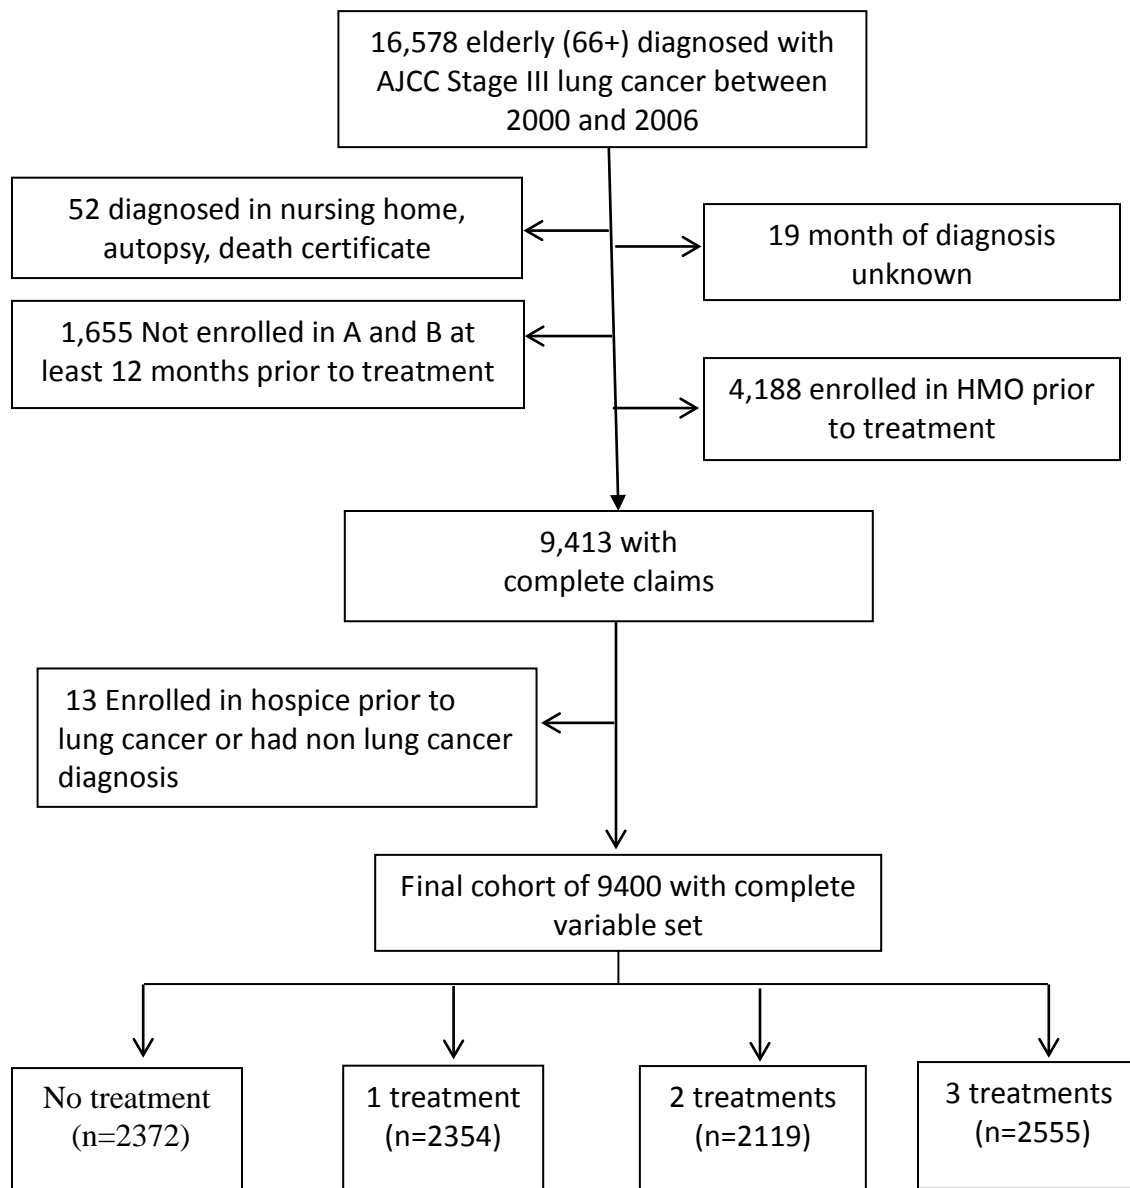 16,578 elderly (66+) diagnosed with
AJCC Stage III lung cancer between
2000 and 2006
52 diagnosed in nursing home,
autopsy, death certificate
19 month of diagnosis
unknown
1,655 Not enrolled in A and B at
least 12 months prior to treatment
4,188 enrolled in HMO prior
to treatment
9,413 with
complete claims
13 Enrolled in hospice prior to
lung cancer or had non lung cancer
diagnosis
Final cohort of 9400 with complete
variable set
No treatment
(n=2372)
1 treatment
(n=2354)
2 treatments
(n=2119)
3 treatments
(n=2555)